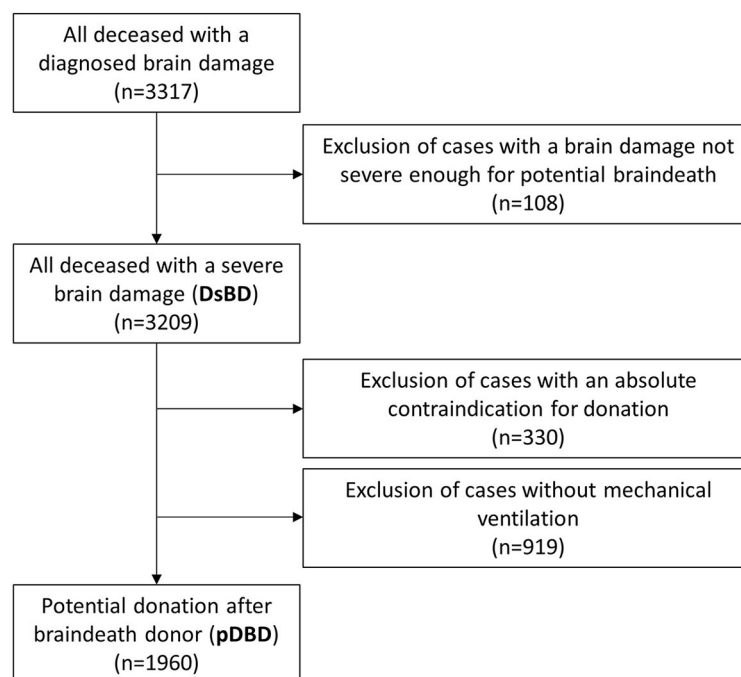 All deceased with a
diagnosed brain damage
(n=3317)
Exclusion of cases with a brain damage not
severe enough for potential braindeath
(n=108)
All deceased with a severe
brain damage (DsBD)
(n=3209)
Exclusion of cases with an absolute
contraindication for donation
(n=330)
Exclusion of cases without mechanical
ventilation
(n=919)
Potential donation after
braindeath donor (pDBD)
(n=1960)